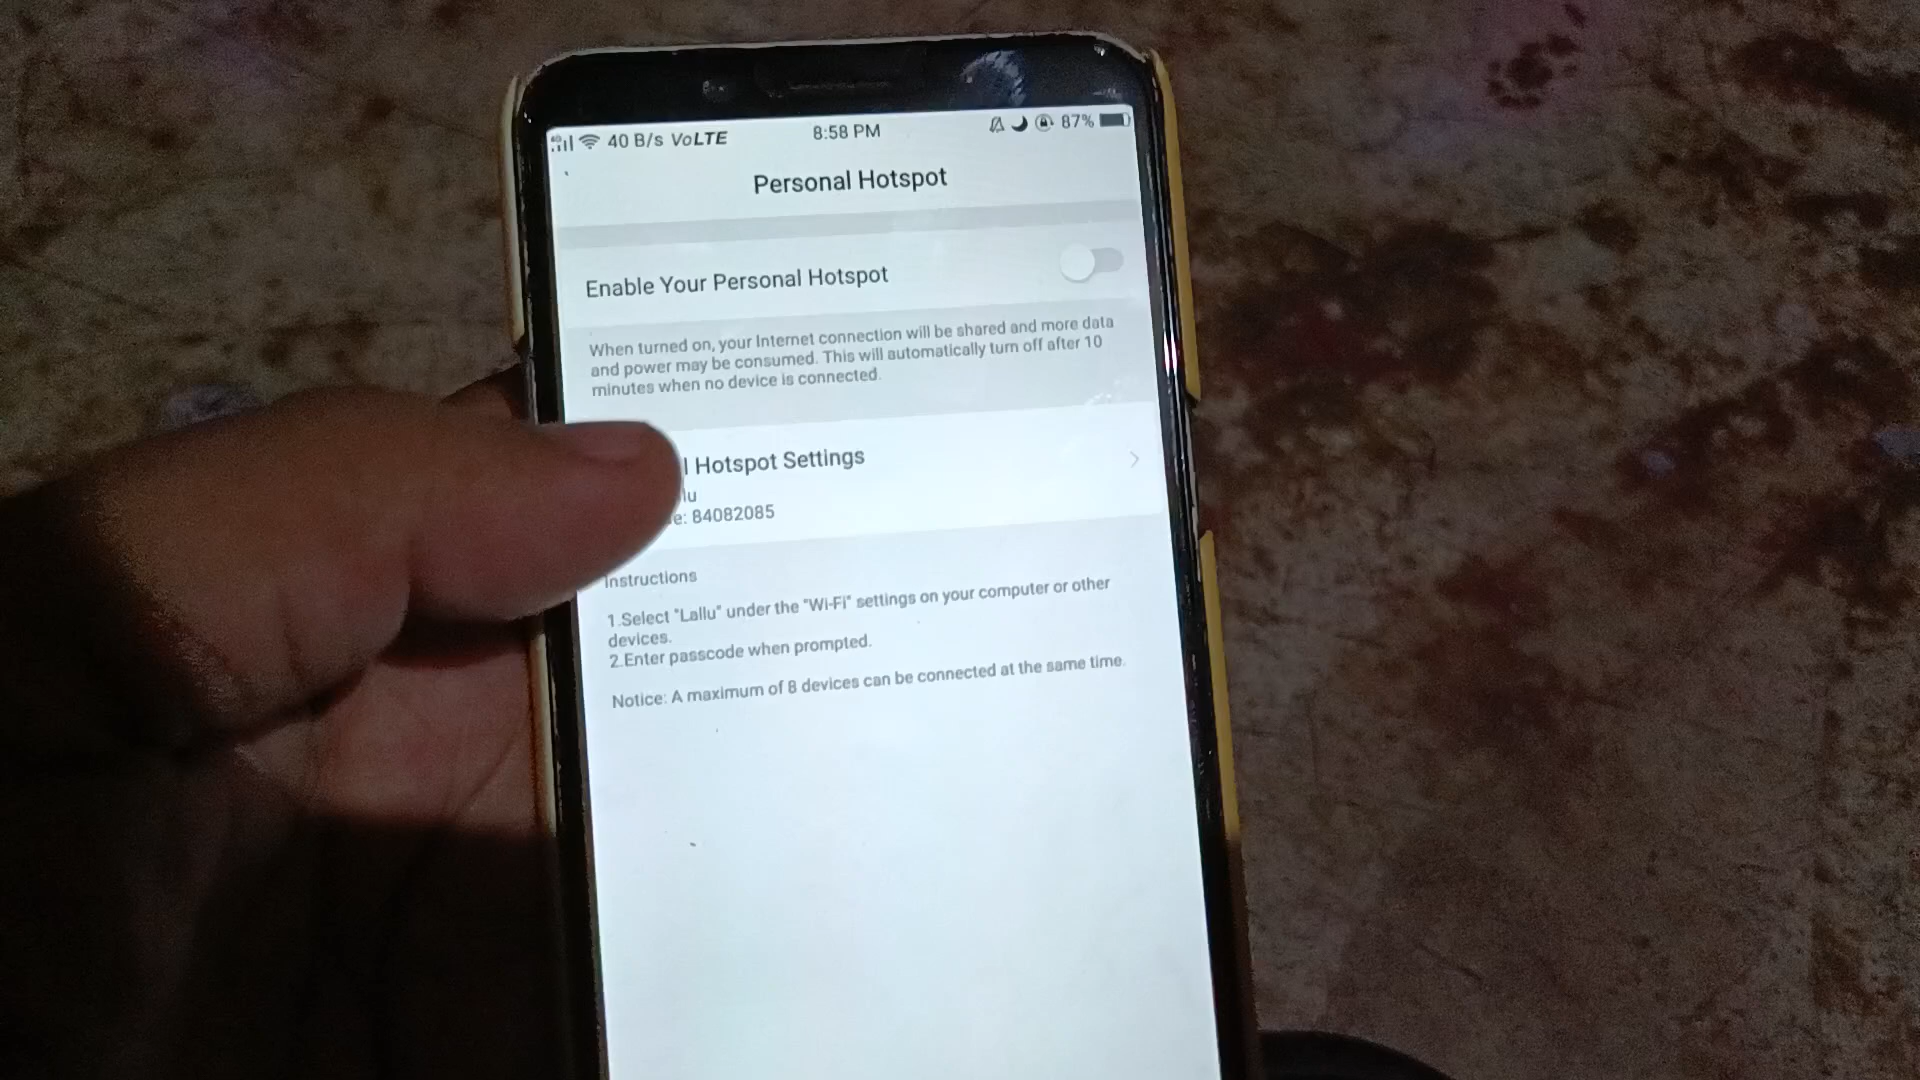 40 B/s VoLTE 8:58 PM 87%
Personal Hotspot
Enable Your Personal Hotspot
When turned on, your Internet connection will be shared and more data
and power may be consumed. This will automatically turn off after 10
minutes when no device is connected.
l Hotspot Settings
lu
e: 84082085
Instructions
1.Select "Lallu" under the "Wi-Fi" settings on your computer or other
devices.
2.Enter passcode when prompted.
Notice: A maximum of 8 devices can be connected at the same time.